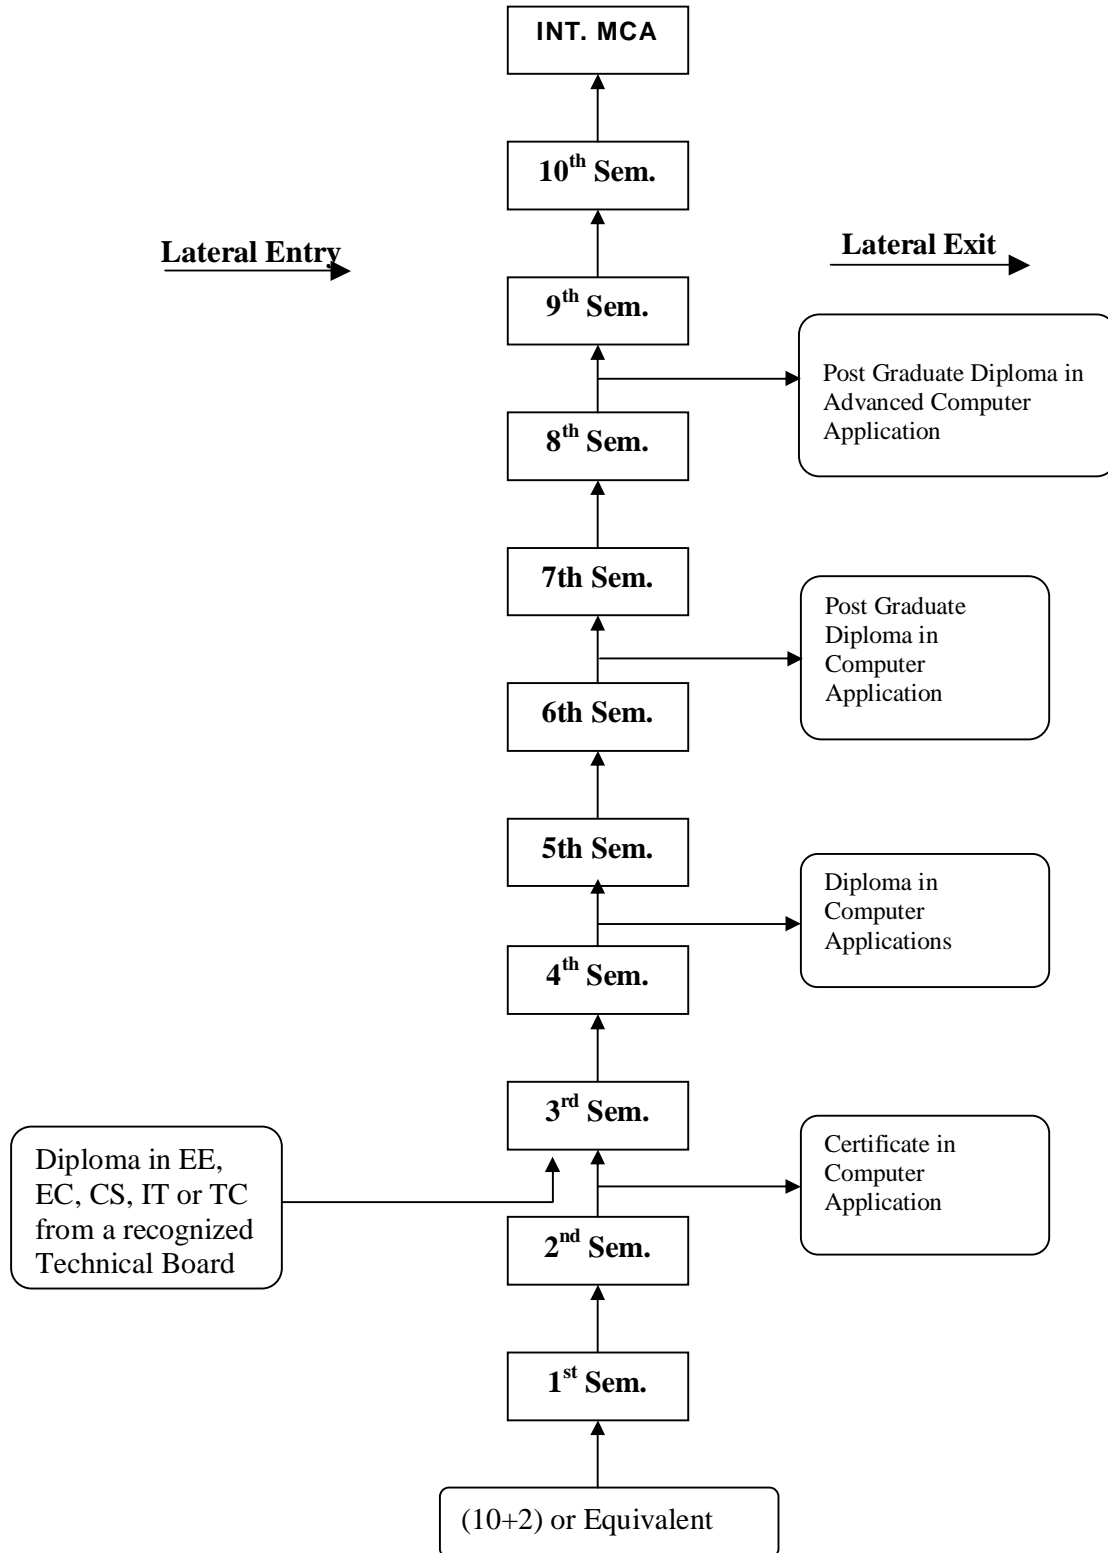 INT. MCA
10th Sem.
Lateral Entry
Lateral Exit
9th Sem.
Post Graduate Diploma in
Advanced Computer
Application
8th Sem.
7th Sem.
Post Graduate
Diploma in
Computer
Application
6th Sem.
5th Sem.
Diploma in
Computer
Applications
4th Sem.
3rd Sem.
Diploma in EE,
EC, CS, IT or TC
from a recognized
Technical Board
Certificate in
Computer
Application
2nd Sem.
1st Sem.
(10+2) or Equivalent